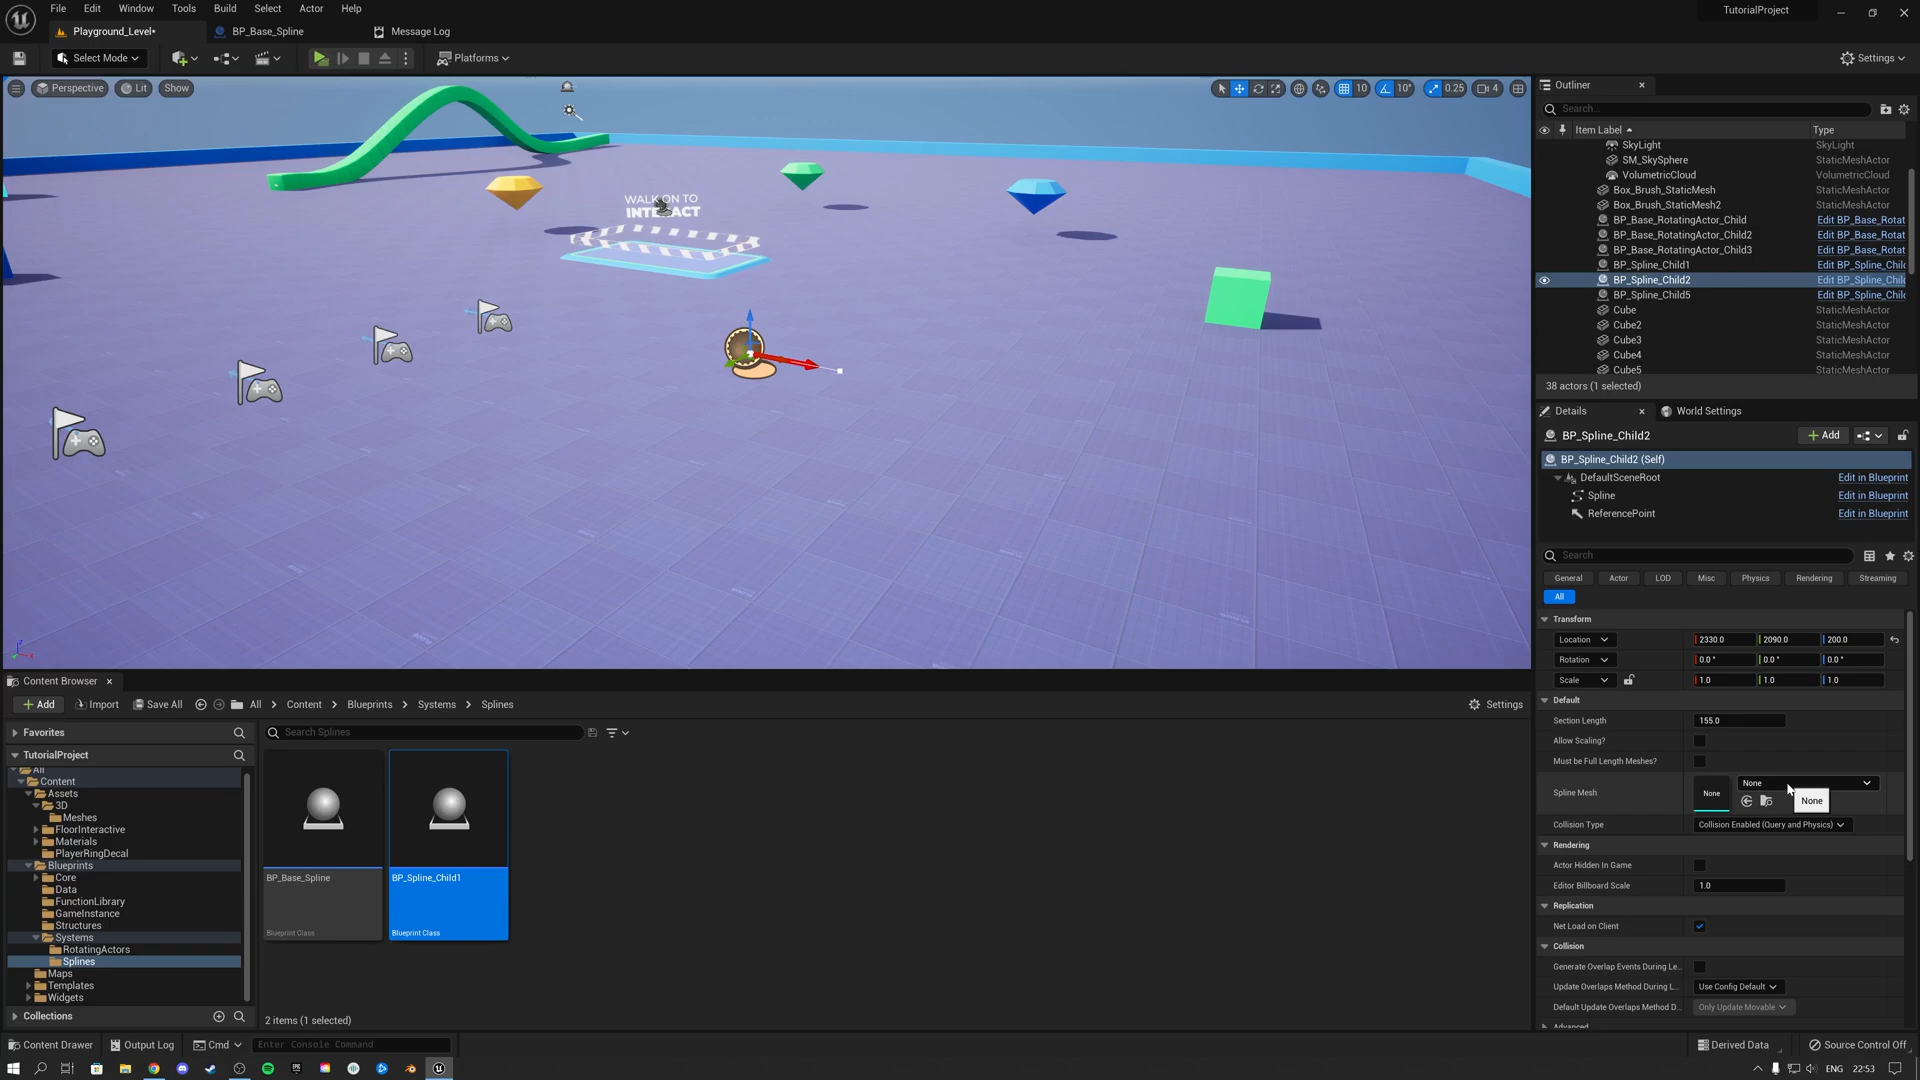 File Edit Window Tools Build Select Actor Help
TutorialProject
Playground_Level*
BP_Base_Spline
Message Log
Select Mode
Platforms
Settings
Perspective
Lit
Show
10
10°
0.25
4
WALK ON TO
INTERACT
Outliner
Search...
Item Label
Type
SkyLight SkyLight
SM_SkySphere StaticMeshActor
VolumetricCloud VolumetricCloud
Box_Brush_StaticMesh StaticMeshActor
Box_Brush_StaticMesh2 StaticMeshActor
BP_Base_RotatingActor_Child Edit BP_Base_Rotat
BP_Base_RotatingActor_Child2 Edit BP_Base_Rotat
BP_Base_RotatingActor_Child3 Edit BP_Base_Rotat
BP_Spline_Child1 Edit BP_Spline_Chil
BP_Spline_Child2 Edit BP_Spline_Chil
BP_Spline_Child5 Edit BP_Spline_Chil
Cube StaticMeshActor
Cube2 StaticMeshActor
Cube3 StaticMeshActor
Cube4 StaticMeshActor
Cube5 StaticMeshActor
38 actors (1 selected)
Details
World Settings
BP_Spline_Child2
Add
BP_Spline_Child2 (Self)
DefaultSceneRoot Edit in Blueprint
Spline Edit in Blueprint
ReferencePoint Edit in Blueprint
Search
General Actor LOD Misc Physics Rendering Streaming
All
Transform
Location 2330.0 2090.0 200.0
Rotation 0.0 ° 0.0 ° 0.0 °
Scale 1.0 1.0 1.0
Default
Section Length 155.0
Allow Scaling?
Must be Full Length Meshes?
Spline Mesh None None
None
Collision Type Collision Enabled (Query and Physics)
Rendering
Actor Hidden In Game
Editor Billboard Scale 1.0
Replication
Net Load on Client
Collision
Generate Overlap Events During Le...
Update Overlaps Method During L... Use Config Default
Default Update Overlaps Method D... Only Update Movable
Advanced
Content Browser
Add Import Save All All Content Blueprints Systems Splines
Settings
Favorites
TutorialProject
All
Content
Assets
3D
Meshes
FloorInteractive
Materials
PlayerRingDecal
Blueprints
Core
Data
FunctionLibrary
GameInstance
Structures
Systems
RotatingActors
Splines
Maps
Templates
Widgets
Collections
Search Splines
BP_Base_Spline
Blueprint Class
BP_Spline_Child1
Blueprint Class
2 items (1 selected)
Content Drawer
Output Log
Cmd
Enter Console Command
Derived Data
Source Control Off
ENG 22:53